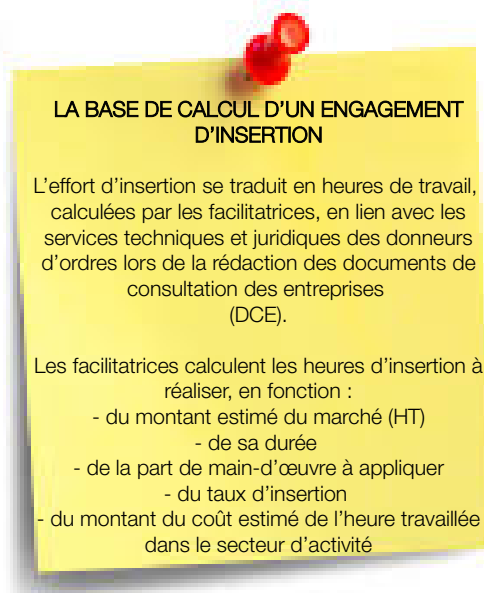 LA BASE DE CALCUL D'UN ENGAGEMENT
D'INSERTION
L'effort d'insertion se traduit en heures de travail,
calculées par les facilitatrices, en lien avec les
services techniques et juridiques des donneurs
d'ordres lors de la rédaction des documents de
consultation des entreprises
(DCE).
Les facilitatrices calculent les heures d'insertion à
réaliser, en fonction :
- du montant estimé du marché (HT)
- de sa durée
- de la part de main-d'œuvre à appliquer
- du taux d'insertion
- du montant du coût estimé de l'heure travaillée
dans le secteur d'activité